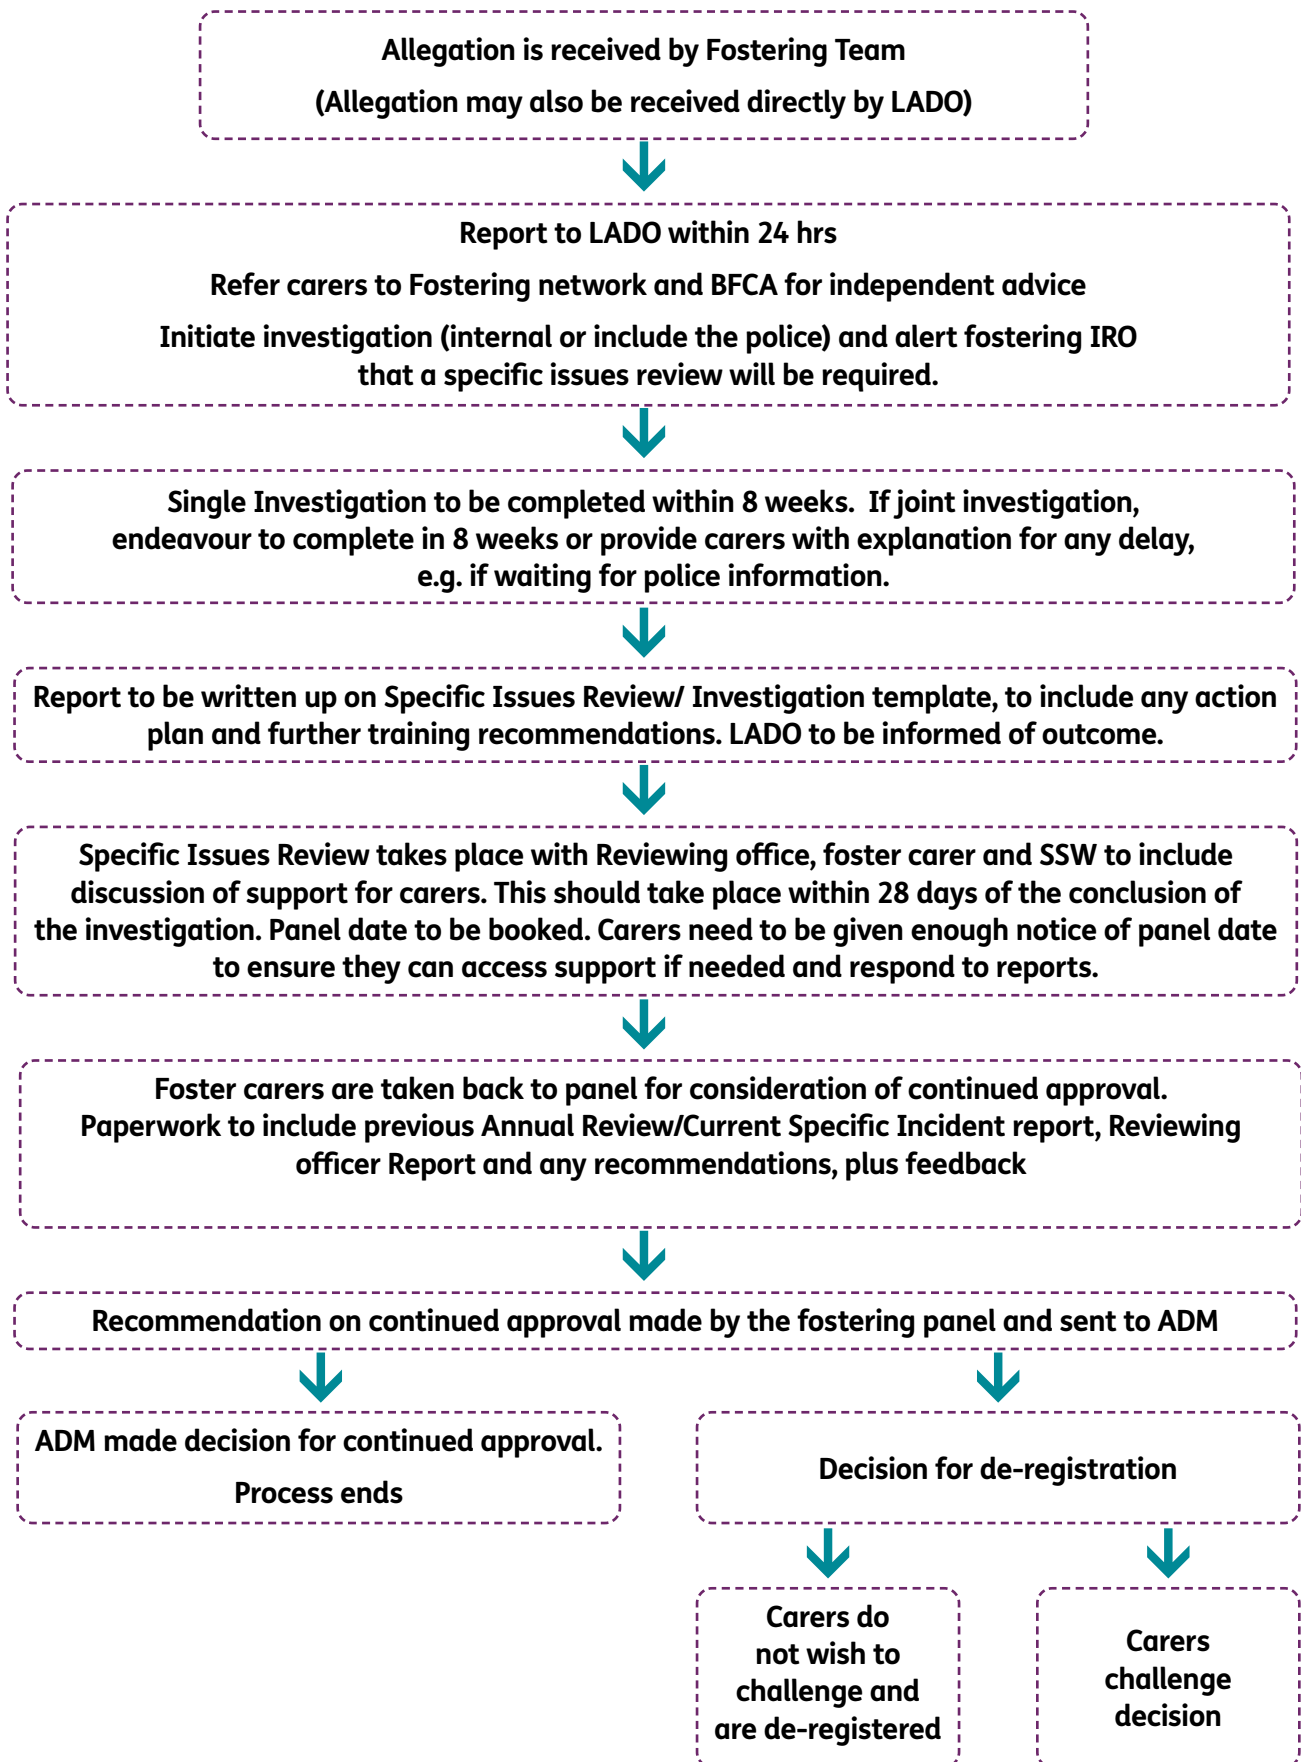 Allegation is received by Fostering Team
(Allegation may also be received directly by LADO)
Report to LADO within 24 hrs
Refer carers to Fostering network and BFCA for independent advice
Initiate investigation (internal or include the police) and alert fostering IRO
that a specific issues review will be required.
Single Investigation to be completed within 8 weeks.  If joint investigation,
endeavour to complete in 8 weeks or provide carers with explanation for any delay,
e.g. if waiting for police information.
Report to be written up on Specific Issues Review/ Investigation template, to include any action
plan and further training recommendations. LADO to be informed of outcome.
Specific Issues Review takes place with Reviewing office, foster carer and SSW to include
discussion of support for carers. This should take place within 28 days of the conclusion of
the investigation. Panel date to be booked. Carers need to be given enough notice of panel date
to ensure they can access support if needed and respond to reports.
Foster carers are taken back to panel for consideration of continued approval.
Paperwork to include previous Annual Review/Current Specific Incident report, Reviewing
officer Report and any recommendations, plus feedback
Recommendation on continued approval made by the fostering panel and sent to ADM
ADM made decision for continued approval.
Process ends
Decision for de-registration
Carers do
not wish to
challenge and
are de-registered
Carers
challenge
decision